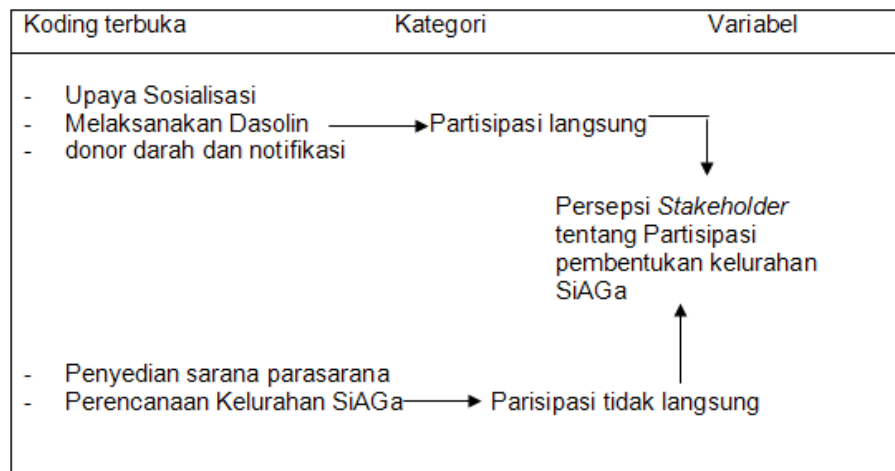 Koding terbuka Kategori Variabel
- Upaya Sosialisasi
- Melaksanakan Dasolin Partisipasi langsung
- donor darah dan notifikasi
Persepsi Stakeholder
tentang Partisipasi
pembentukan kelurahan
SiAGa
- Penyedian sarana parasarana
- Perencanaan Kelurahan SiAGa Parisipasi tidak langsung